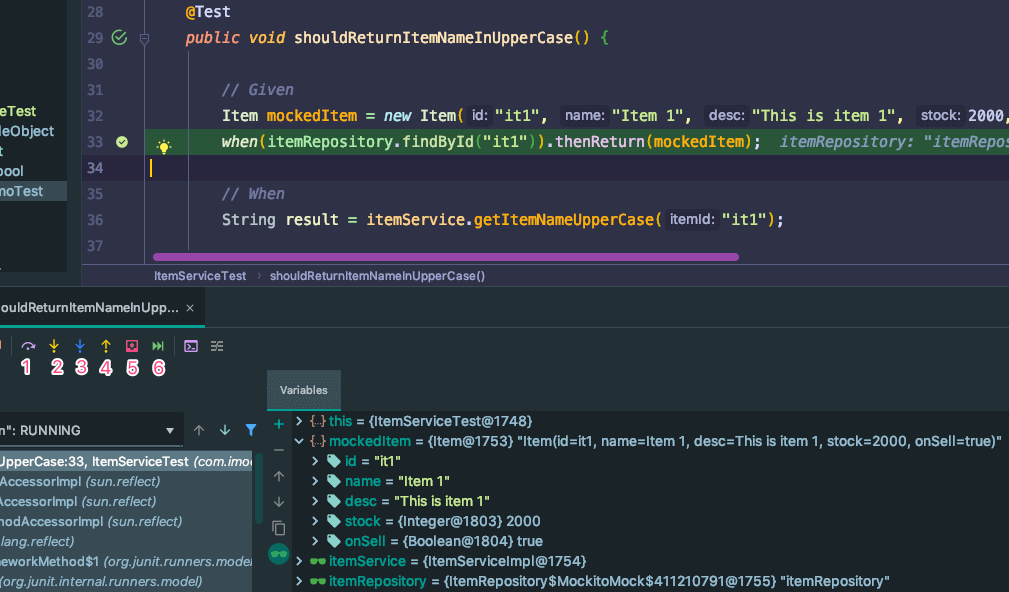 28 @Test
29 public void shouldReturnItemNameInUpperCase() {
30
31 // Given
32 Item mockedItem = new Item( id: "it1", name: "Item 1", desc: "This is item 1", stock: 2000,
33 when(itemRepository.findById("it1")).thenReturn(mockedItem); itemRepository: "itemRepos
34
35 // When
36 String result = itemService.getItemNameUpperCase( itemId: "it1");
37
eTest
leObject
t
pool
noTest
ItemServiceTest > shouldReturnItemNameInUpperCase()
ouldReturnItemNameInUpp... ×
1 2 3 4 5 6
Variables
n": RUNNING
UpperCase:33, ItemServiceTest (com.imo
AccessorImpl (sun.reflect)
AccessorImpl (sun.reflect)
hodAccessorImpl (sun.reflect)
.lang.reflect)
neworkMethod$1 (org.junit.runners.model
(org.junit.internal.runners.model)
this = {ItemServiceTest@1748}
mockedItem = {Item@1753} "Item(id=it1, name=Item 1, desc=This is item 1, stock=2000, onSell=true)"
id = "it1"
name = "Item 1"
desc = "This is item 1"
stock = {Integer@1803} 2000
onSell = {Boolean@1804} true
itemService = {ItemServiceImpl@1754}
itemRepository = {ItemRepository$MockitoMock$411210791@1755} "itemRepository"